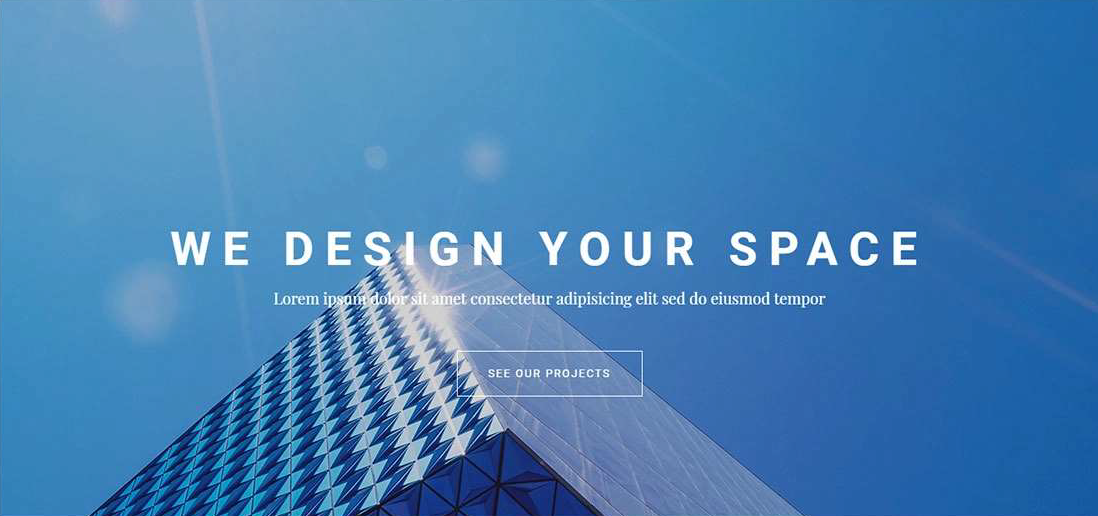 WE DESIGN YOUR SPACE
Lorem ipsum dolor sit amet consectetur adipisicing elit sed do eiusmod tempor
SEE OUR PROJECTS